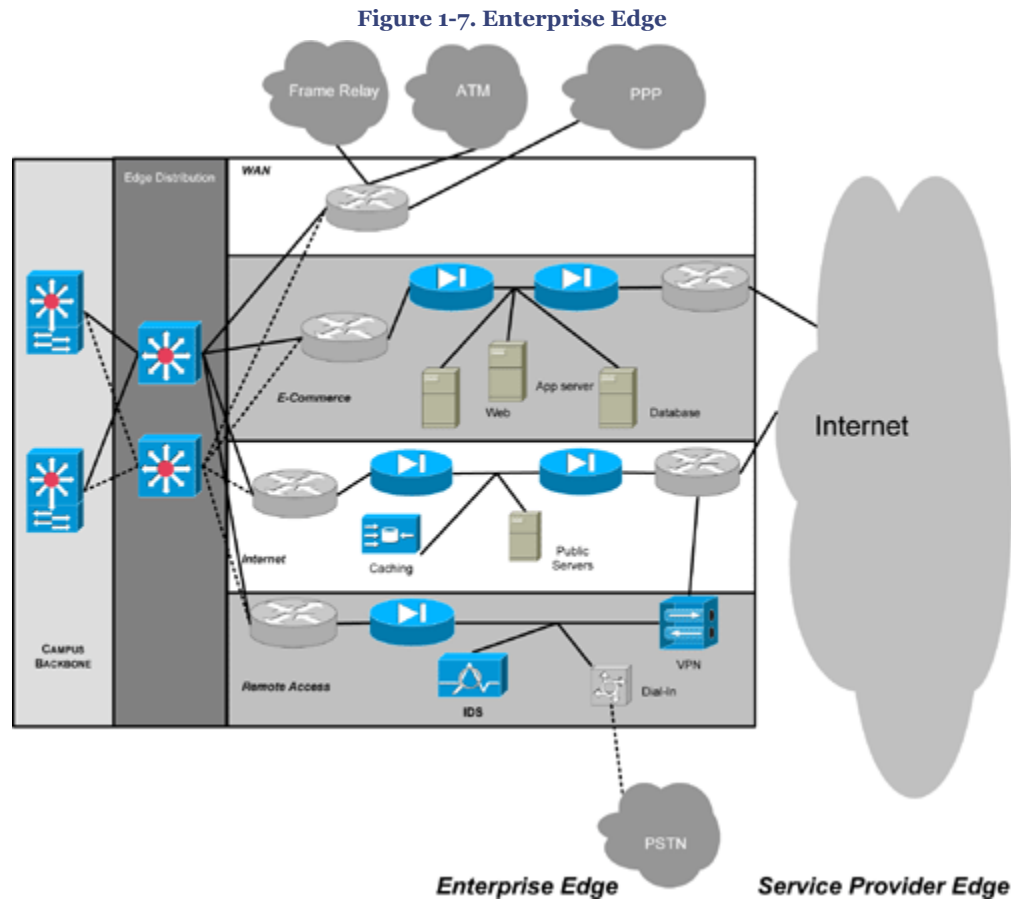 Figure 1-7. Enterprise Edge
Frame Relay
ATM
PPP
Edge Distribution
WAN
E-Commerce
Web
App server
Database
Internet
Internet
Caching
Public
Servers
CAMPUS
BACKBONE
Remote Access
IDS
Dial-In
VPN
PSTN
Enterprise Edge
Service Provider Edge